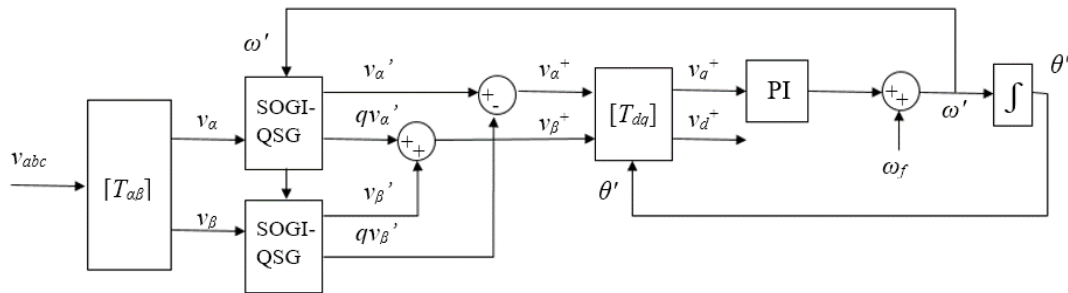 v_abc
[T_αβ]
v_α
v_β
ω'
SOGI-
QSG
SOGI-
QSG
v_α'
qv_α'
v_β'
qv_β'
+
-
+
+
v_α⁺
v_β⁺
[T_dq]
θ'
v_q⁺
v_d⁺
PI
+
+
ω_f
ω'
∫
θ'